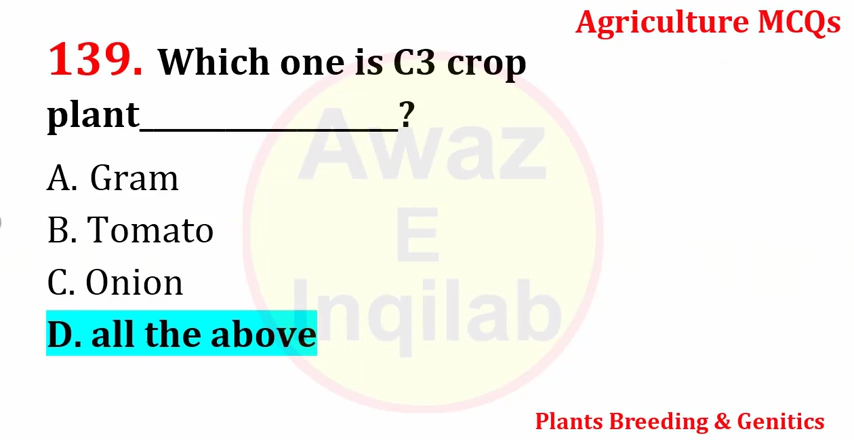 Agriculture MCQs
139. Which one is C3 crop
plant__________________?
A. Gram
B. Tomato
C. Onion
D. all the above
Awaz
E
Inqilab
Plants Breeding & Genitics